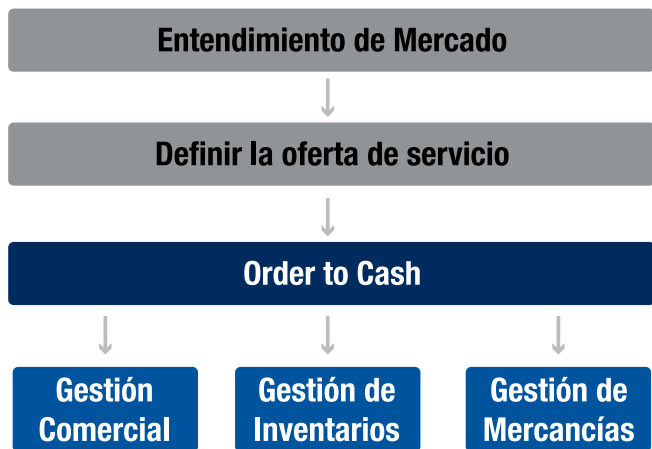 Entendimiento de Mercado
Definir la oferta de servicio
Order to Cash
Gestión
Comercial
Gestión de
Inventarios
Gestión de
Mercancías